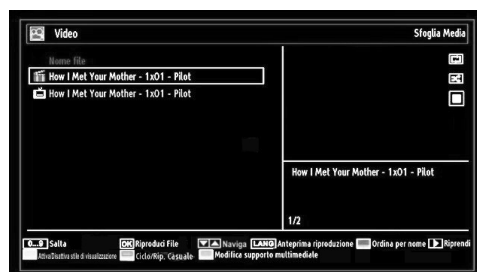 Video Sfoglia Media
Nome file
How I Met Your Mother - 1x01 - Pilot
How I Met Your Mother - 1x01 - Pilot
How I Met Your Mother - 1x01 - Pilot
1/2
0...9 Salta OK Riproduci File Naviga LANG Anteprima riproduzione Ordina per nome Riprendi
Attiva/Disattiva stile di visualizzazione Ciclo/Rip. Casuale Modifica supporto multimediale